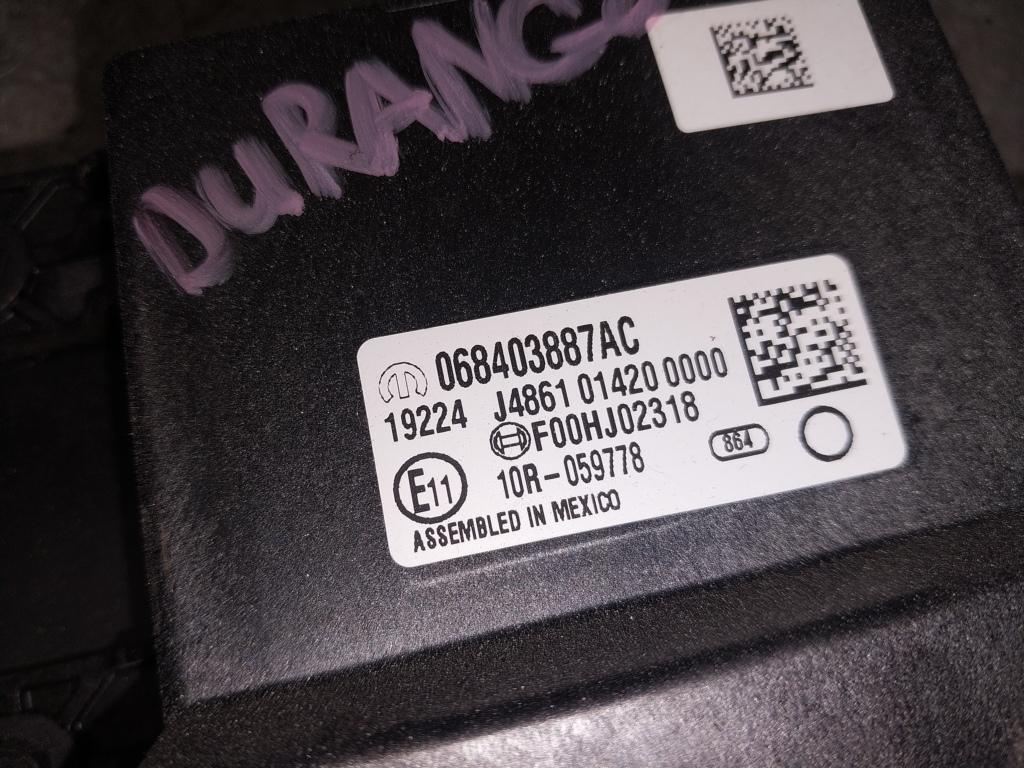 DURANGO
068403887AC
19224 J4861 01420 0000
F00HJ02318
864
E11 10R-059778
ASSEMBLED IN MEXICO